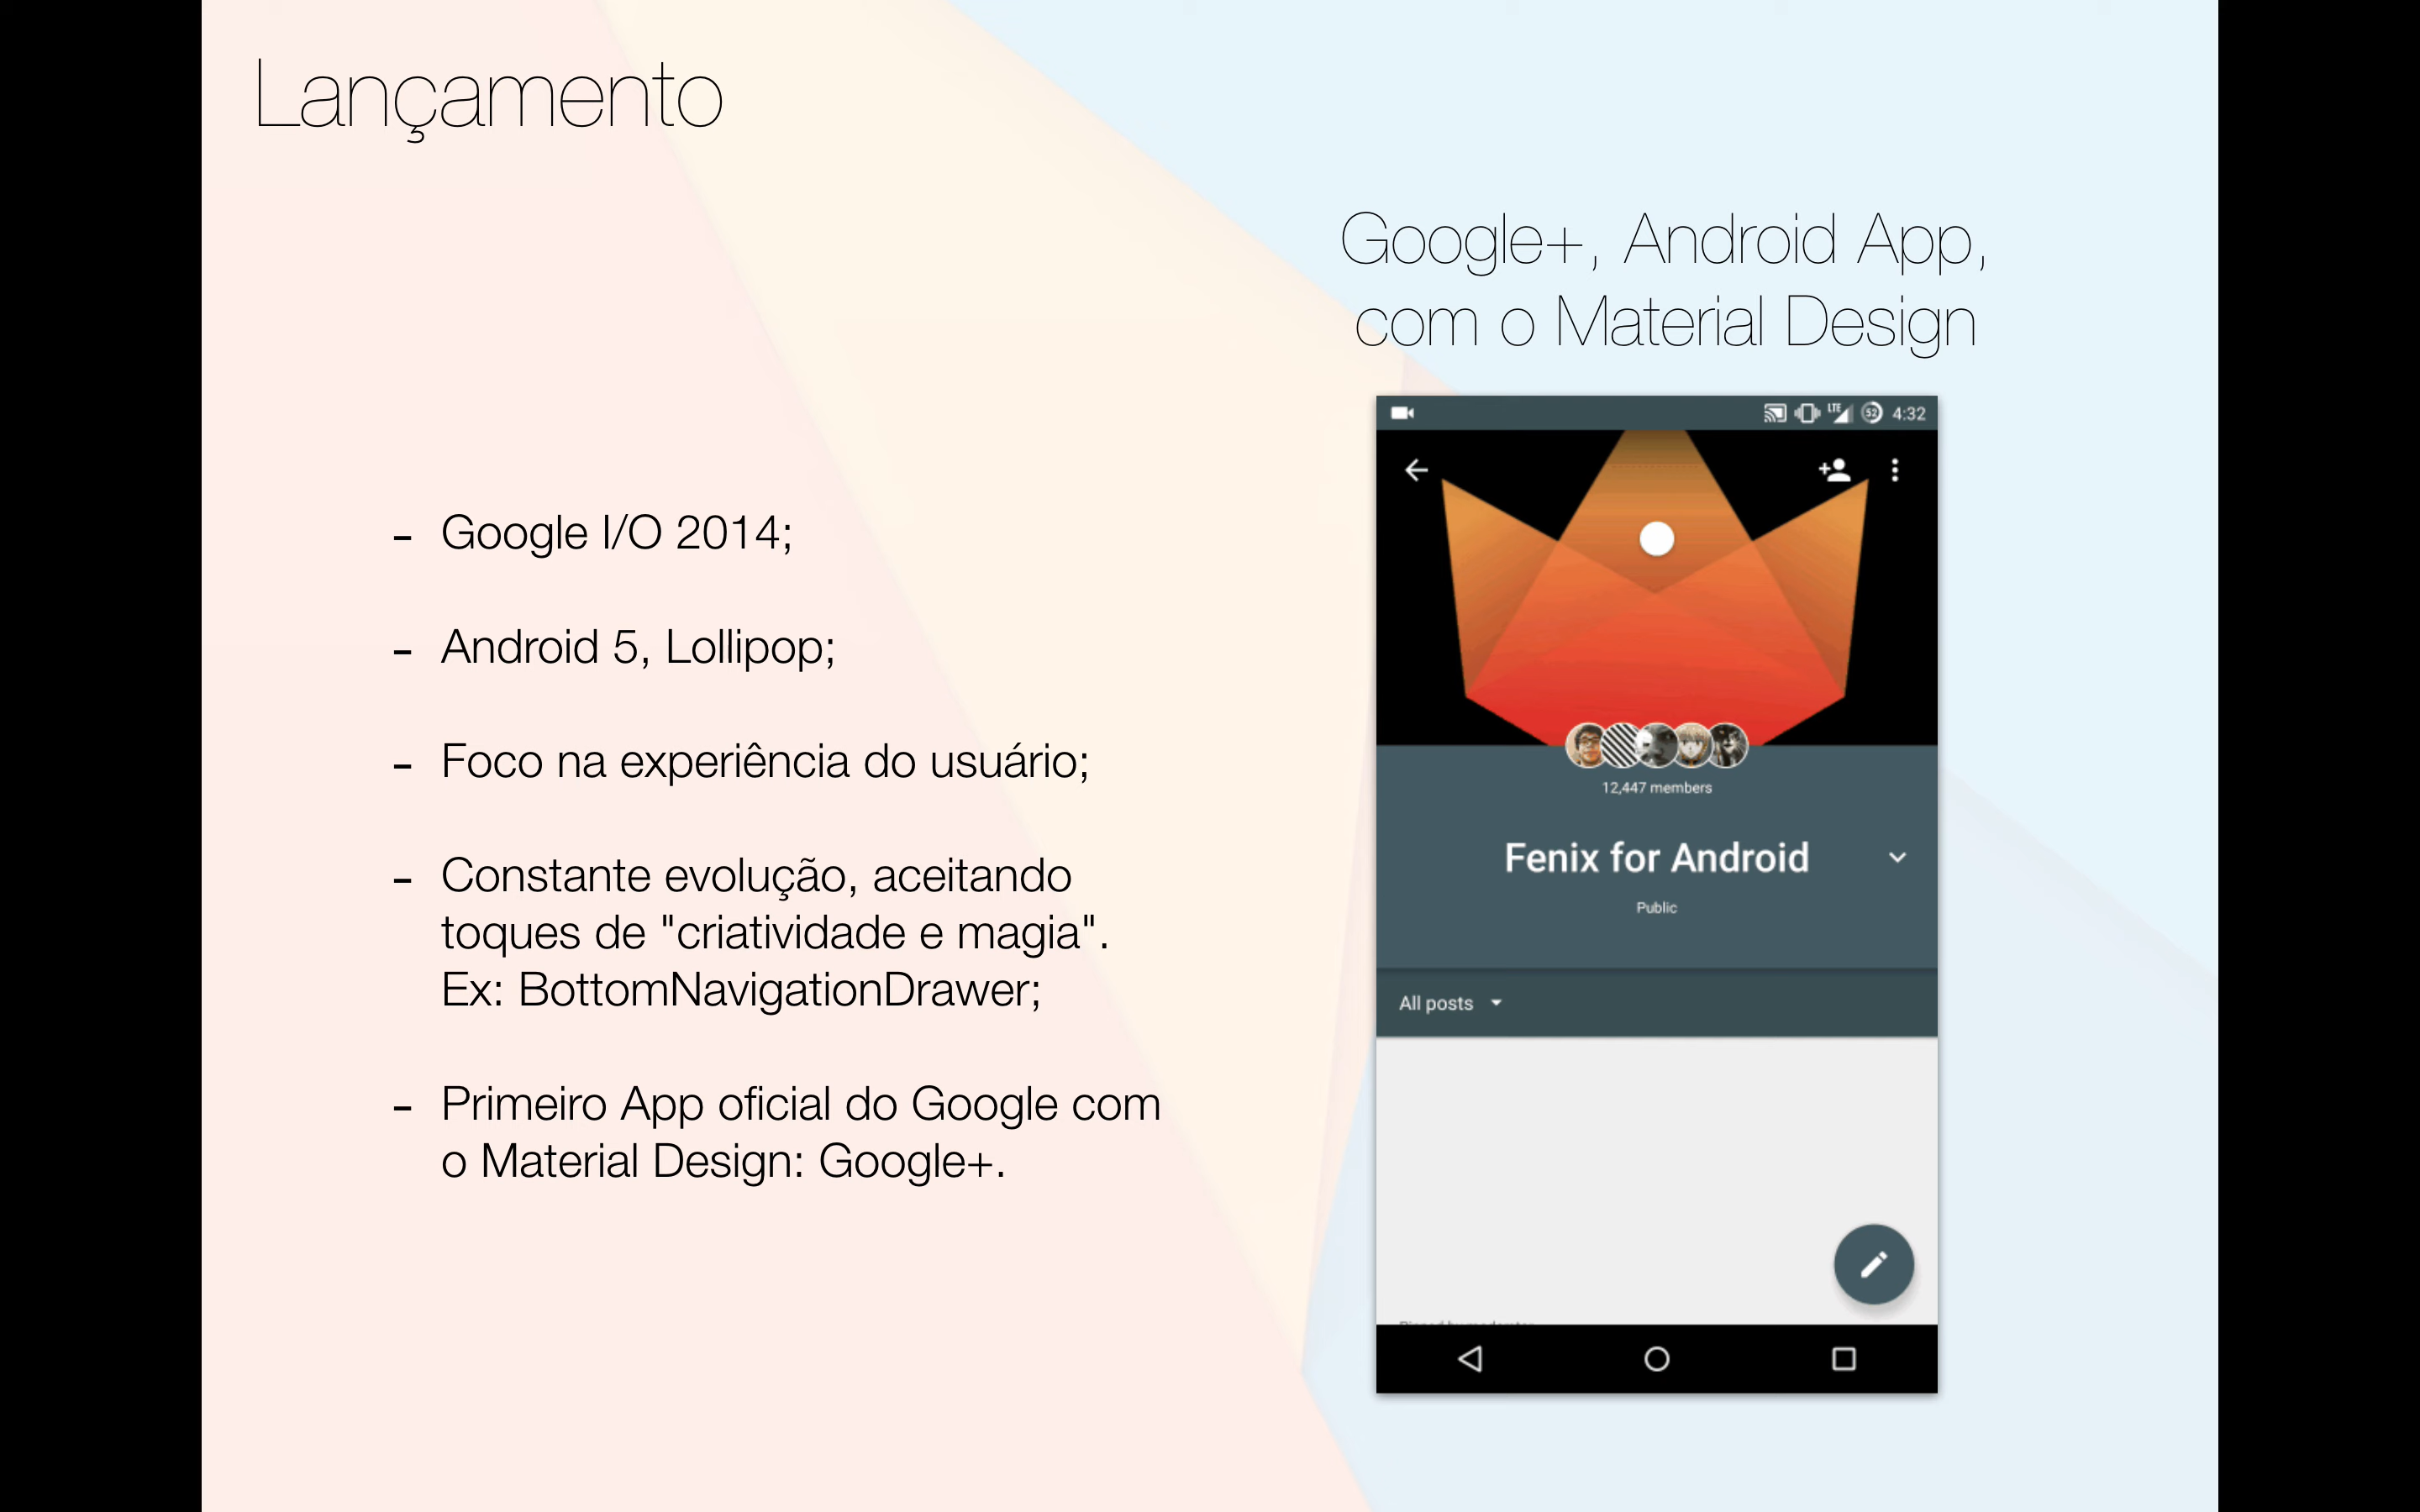 Lançamento
Google+, Android App,
com o Material Design
- Google I/O 2014;
- Android 5, Lollipop;
- Foco na experiência do usuário;
- Constante evolução, aceitando
toques de "criatividade e magia".
Ex: BottomNavigationDrawer;
- Primeiro App oficial do Google com
o Material Design: Google+.
LTE 52 4:32
12,447 members
Fenix for Android
Public
All posts